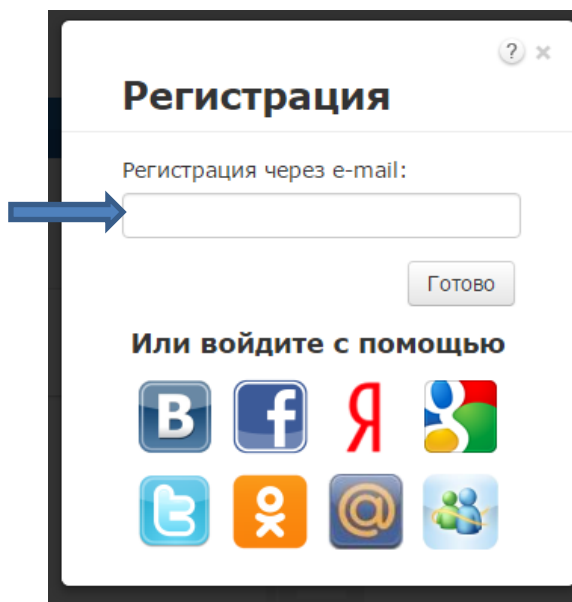 ?
Регистрация
Регистрация через e-mail:
Готово
Или войдите с помощью